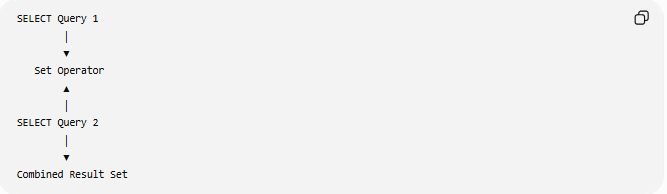 SELECT Query 1
│
▼
Set Operator
▲
│
SELECT Query 2
│
▼
Combined Result Set